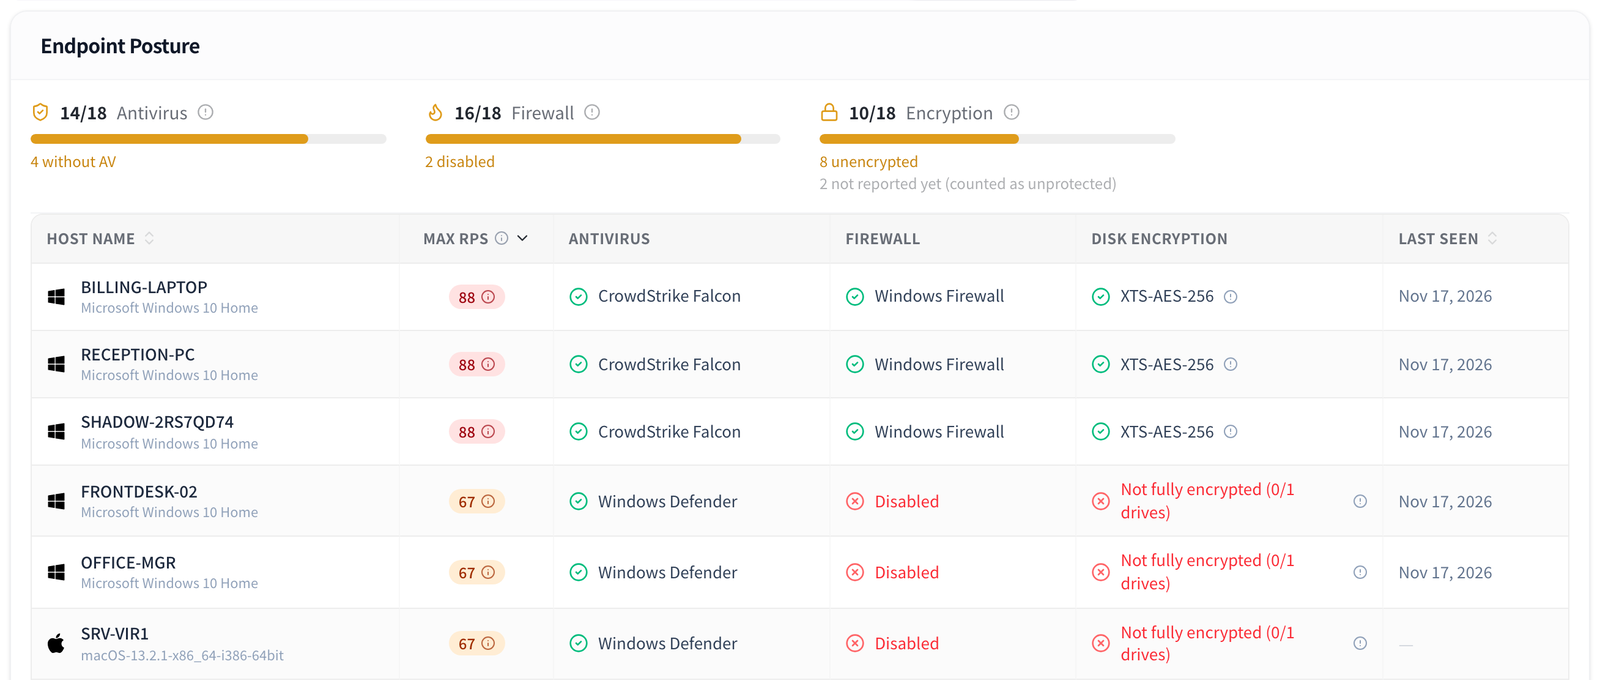 Endpoint Posture
14/18 Antivirus
4 without AV
16/18 Firewall
2 disabled
10/18 Encryption
8 unencrypted
2 not reported yet (counted as unprotected)
HOST NAME MAX RPS ANTIVIRUS FIREWALL DISK ENCRYPTION LAST SEEN
BILLING-LAPTOP
Microsoft Windows 10 Home
88 CrowdStrike Falcon Windows Firewall XTS-AES-256 Nov 17, 2026
RECEPTION-PC
Microsoft Windows 10 Home
88 CrowdStrike Falcon Windows Firewall XTS-AES-256 Nov 17, 2026
SHADOW-2RS7QD74
Microsoft Windows 10 Home
88 CrowdStrike Falcon Windows Firewall XTS-AES-256 Nov 17, 2026
FRONTDESK-02
Microsoft Windows 10 Home
67 Windows Defender Disabled
Not fully encrypted (0/1
drives)
Nov 17, 2026
OFFICE-MGR
Microsoft Windows 10 Home
67 Windows Defender Disabled
Not fully encrypted (0/1
drives)
Nov 17, 2026
SRV-VIR1
macOS-13.2.1-x86_64-i386-64bit
67 Windows Defender Disabled
Not fully encrypted (0/1
drives)
—